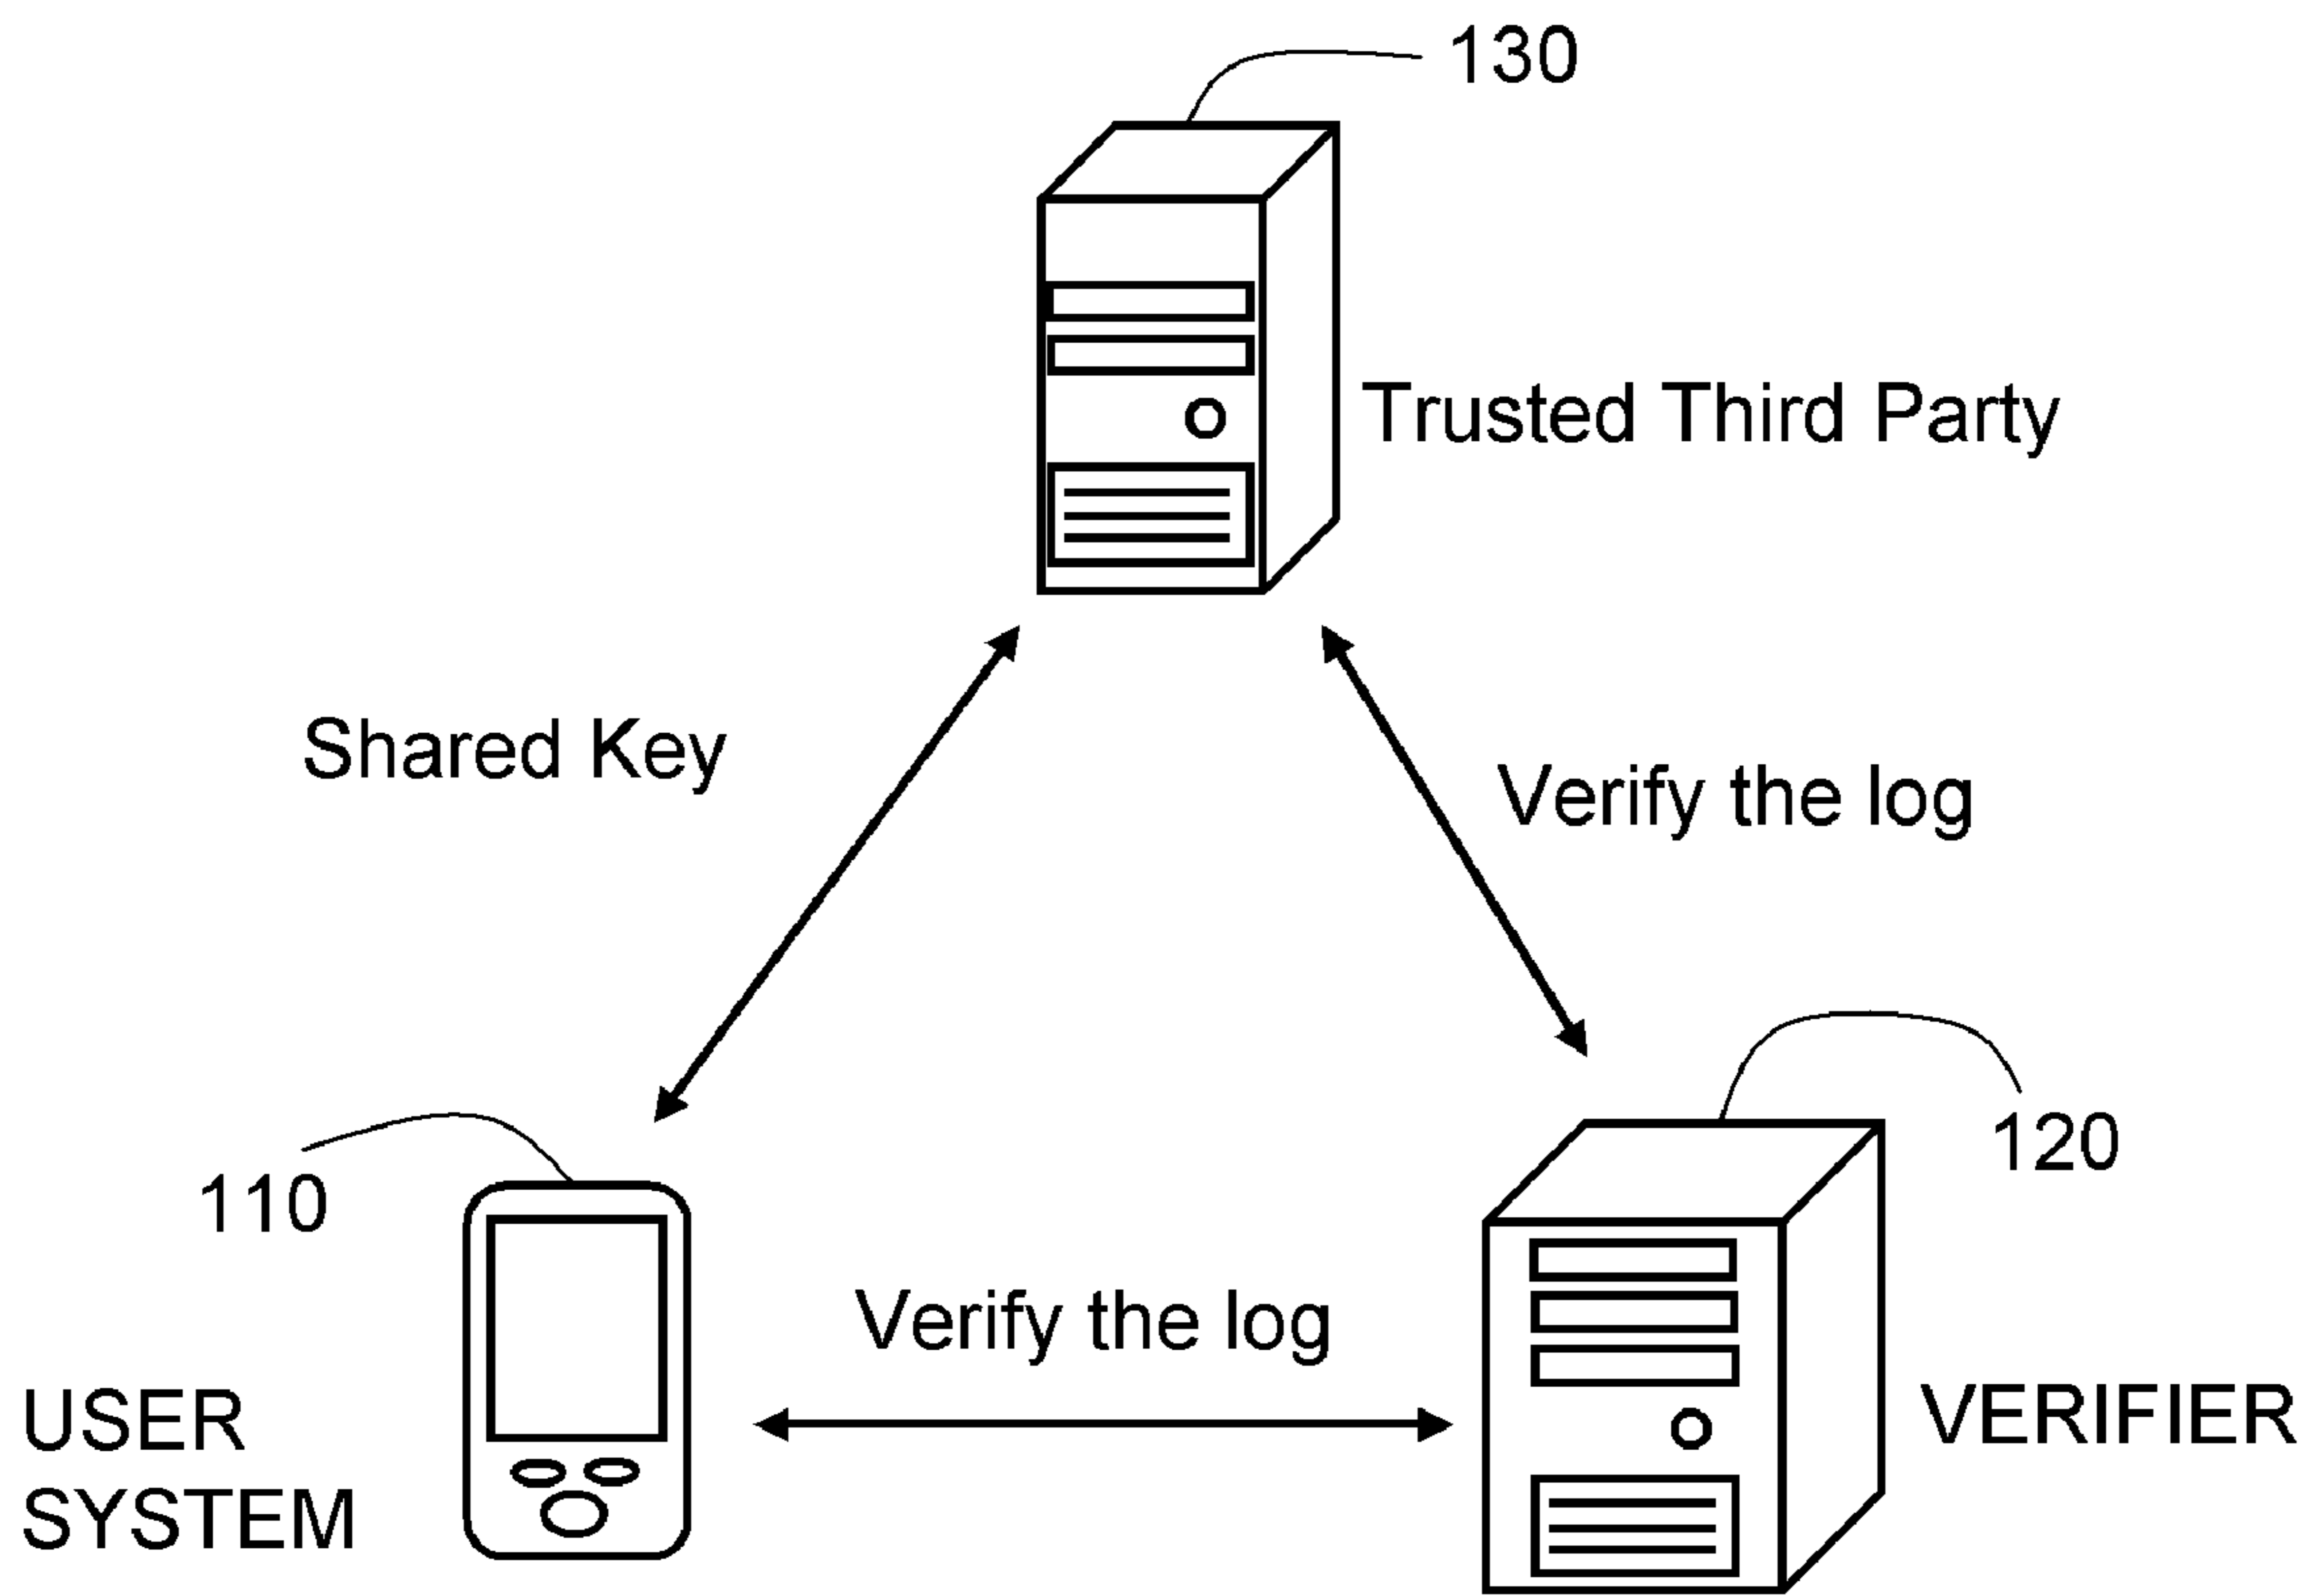 130
Trusted Third Party
Shared Key
Verify the log
120
110
Verify the log
USER
SYSTEM
VERIFIER